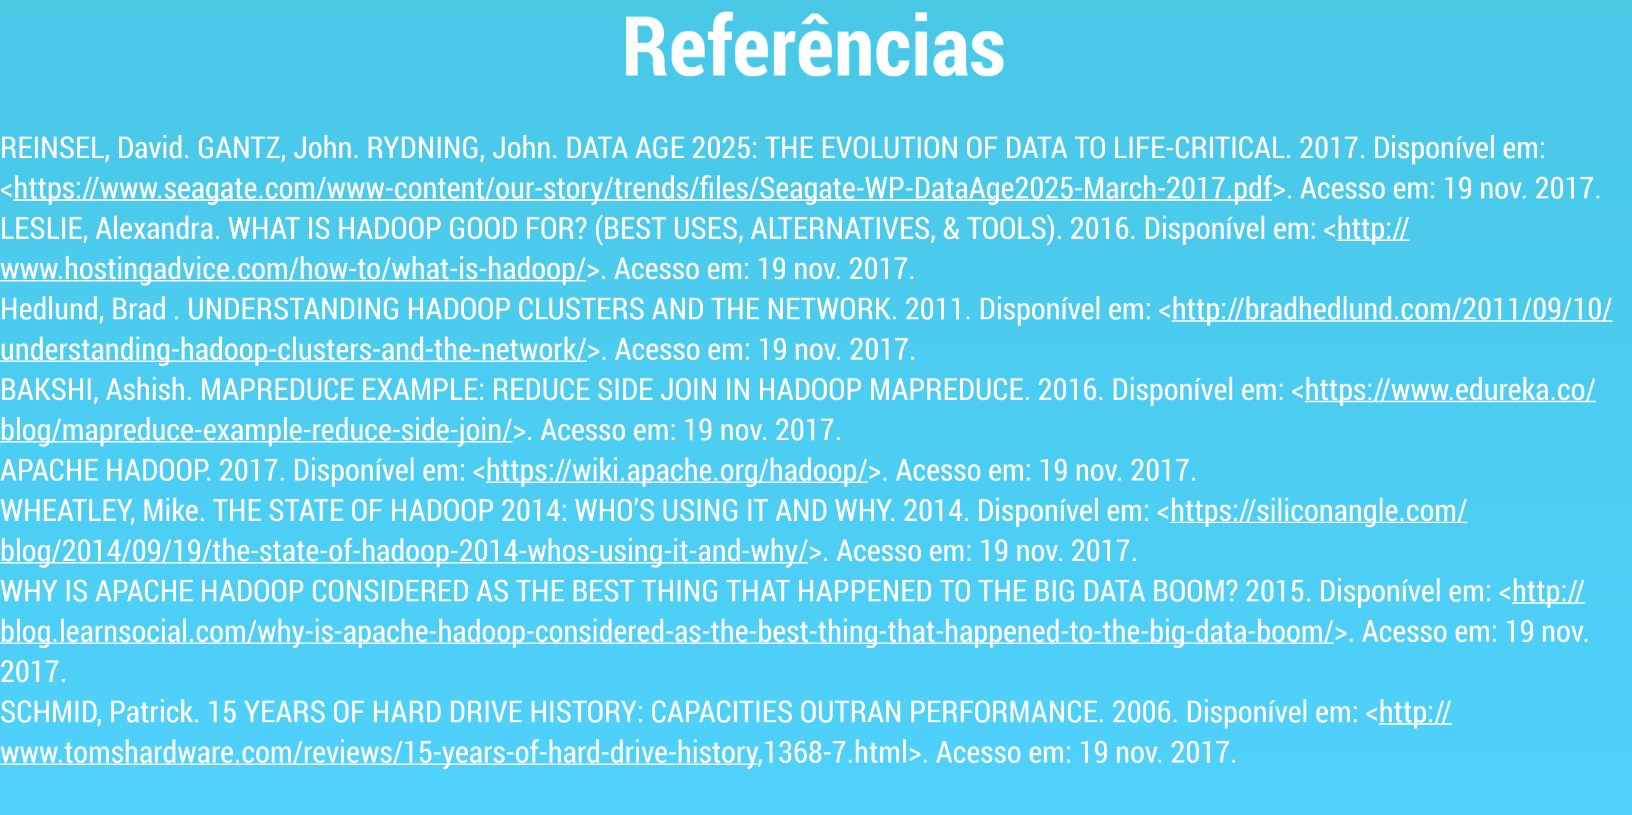 Referências
REINSEL, David. GANTZ, John. RYDNING, John. DATA AGE 2025: THE EVOLUTION OF DATA TO LIFE-CRITICAL. 2017. Disponível em:
<https://www.seagate.com/www-content/our-story/trends/files/Seagate-WP-DataAge2025-March-2017.pdf>. Acesso em: 19 nov. 2017.
LESLIE, Alexandra. WHAT IS HADOOP GOOD FOR? (BEST USES, ALTERNATIVES, & TOOLS). 2016. Disponível em: <http://
www.hostingadvice.com/how-to/what-is-hadoop/>. Acesso em: 19 nov. 2017.
Hedlund, Brad . UNDERSTANDING HADOOP CLUSTERS AND THE NETWORK. 2011. Disponível em: <http://bradhedlund.com/2011/09/10/
understanding-hadoop-clusters-and-the-network/>. Acesso em: 19 nov. 2017.
BAKSHI, Ashish. MAPREDUCE EXAMPLE: REDUCE SIDE JOIN IN HADOOP MAPREDUCE. 2016. Disponível em: <https://www.edureka.co/
blog/mapreduce-example-reduce-side-join/>. Acesso em: 19 nov. 2017.
APACHE HADOOP. 2017. Disponível em: <https://wiki.apache.org/hadoop/>. Acesso em: 19 nov. 2017.
WHEATLEY, Mike. THE STATE OF HADOOP 2014: WHO’S USING IT AND WHY. 2014. Disponível em: <https://siliconangle.com/
blog/2014/09/19/the-state-of-hadoop-2014-whos-using-it-and-why/>. Acesso em: 19 nov. 2017.
WHY IS APACHE HADOOP CONSIDERED AS THE BEST THING THAT HAPPENED TO THE BIG DATA BOOM? 2015. Disponível em: <http://
blog.learnsocial.com/why-is-apache-hadoop-considered-as-the-best-thing-that-happened-to-the-big-data-boom/>. Acesso em: 19 nov.
2017.
SCHMID, Patrick. 15 YEARS OF HARD DRIVE HISTORY: CAPACITIES OUTRAN PERFORMANCE. 2006. Disponível em: <http://
www.tomshardware.com/reviews/15-years-of-hard-drive-history,1368-7.html>. Acesso em: 19 nov. 2017.